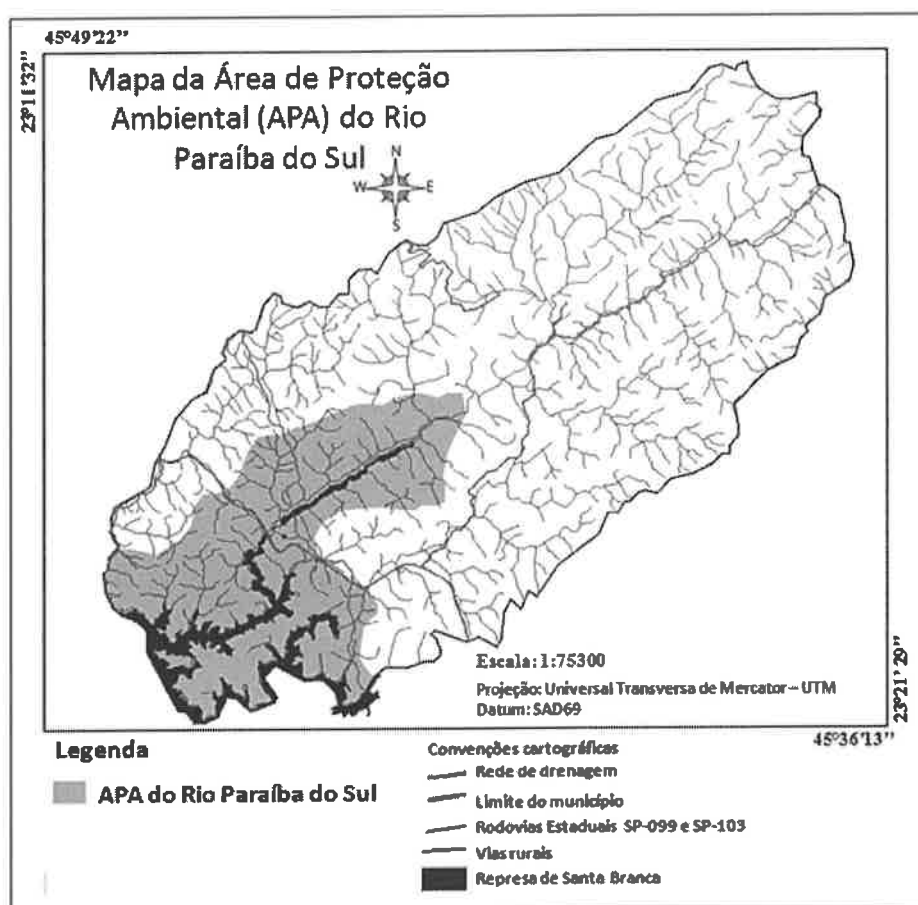 45°49'22"
23°11'32"
Mapa da Área de Proteção
Ambiental (APA) do Rio
Paraíba do Sul
N
W E
S
Escala: 1:75300
Projeção: Universal Transversa de Mercator – UTM
Datum: SAD69
23°21'29"
45°36'13"
Legenda
APA do Rio Paraíba do Sul
Convenções cartográficas
Rede de drenagem
Limite do município
Rodovias Estaduais SP-099 e SP-103
Vias rurais
Represa de Santa Branca